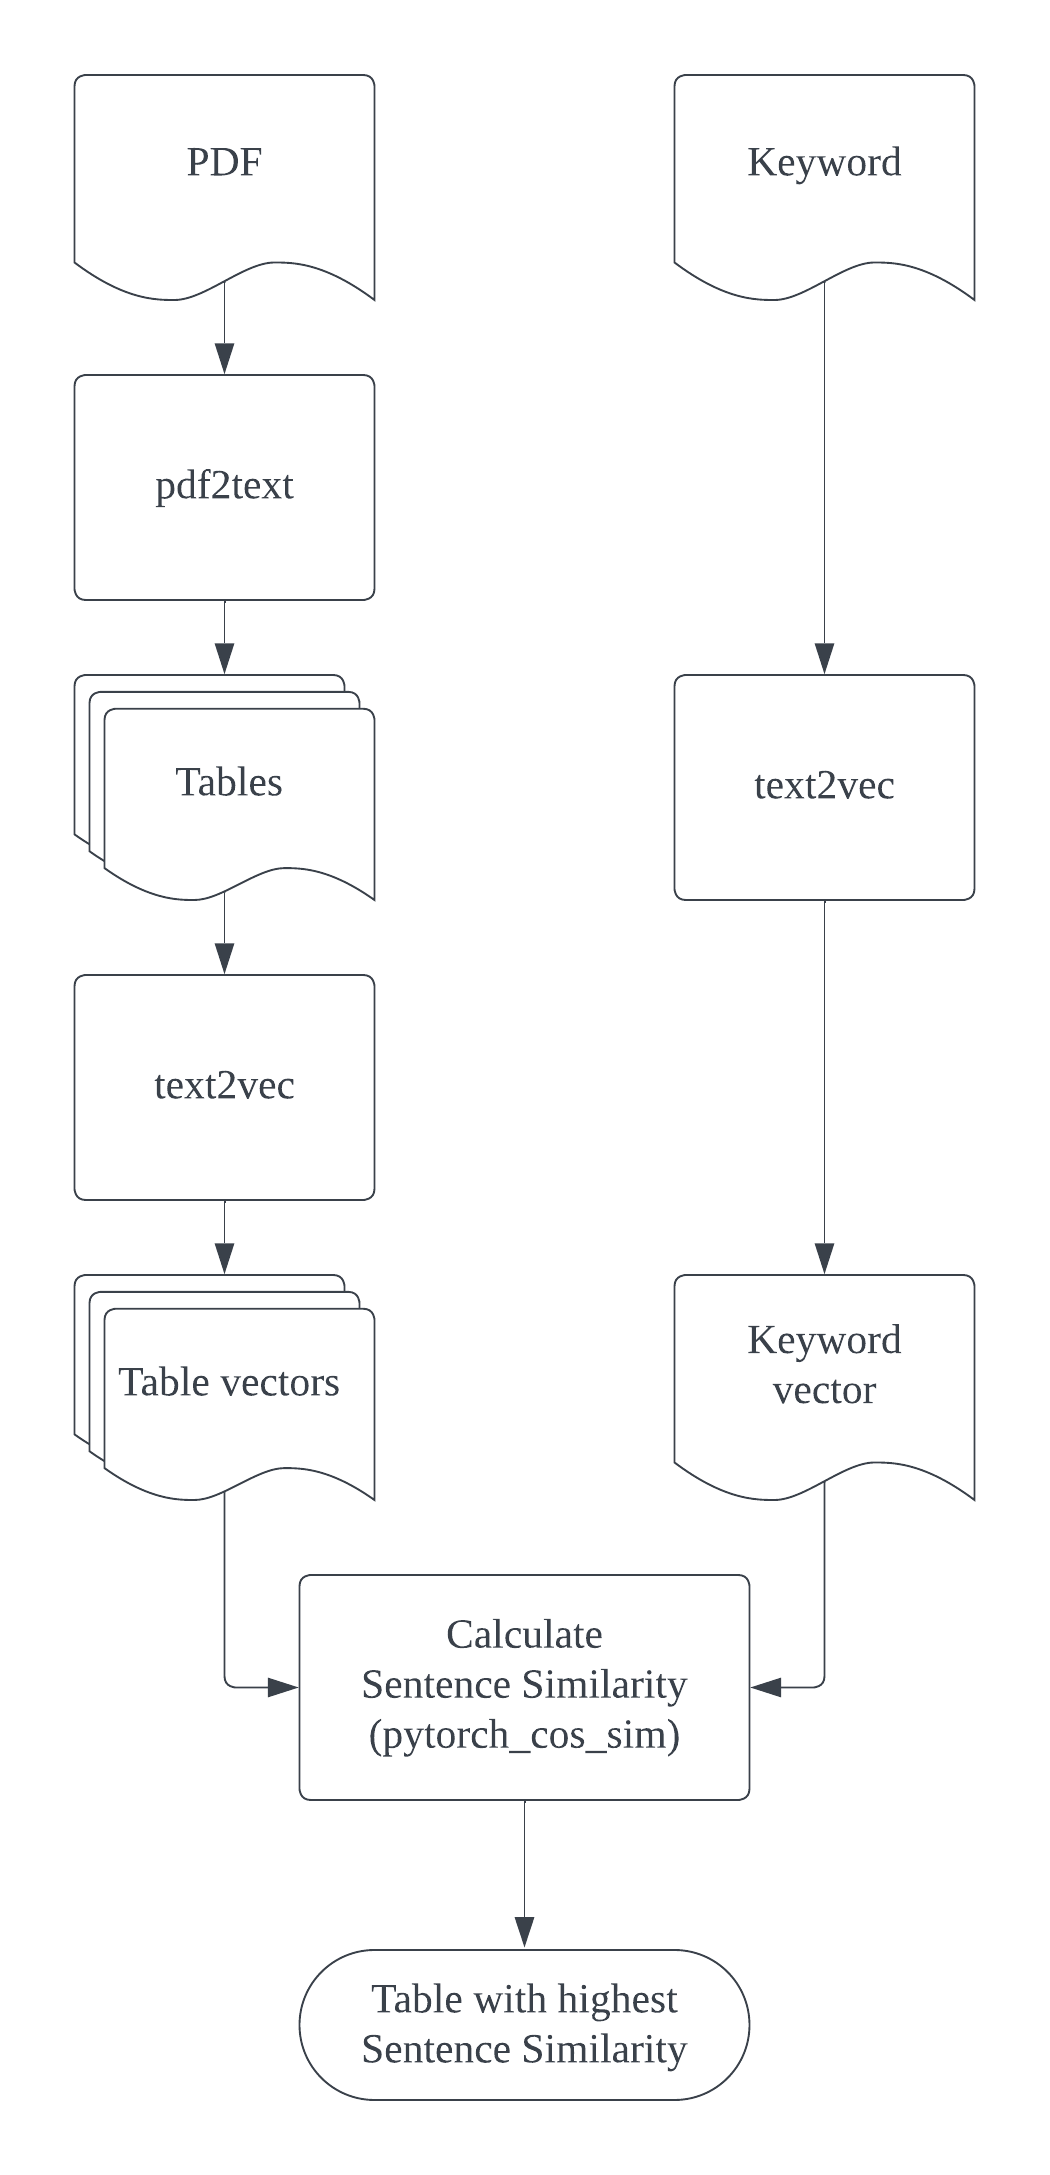 PDF
Keyword
pdf2text
Tables
text2vec
text2vec
Table vectors
Keyword
vector
Calculate
Sentence Similarity
(pytorch_cos_sim)
Table with highest
Sentence Similarity